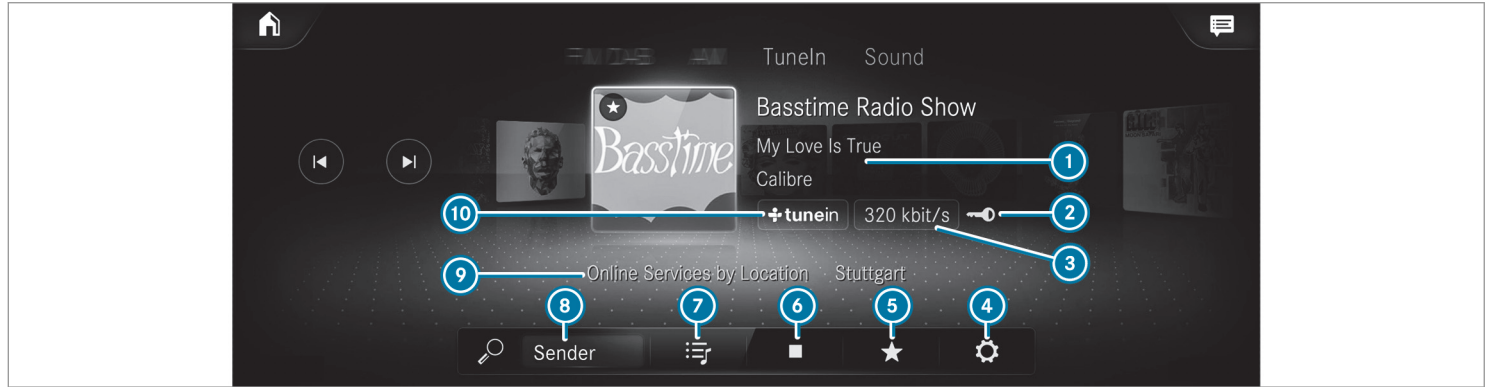 TuneIn Sound
Basstime Radio Show
Basstime
My Love Is True
1
Calibre
10
tunein
320 kbit/s
2
3
9
Online Services by Location Stuttgart
8
7
6
5
4
Sender